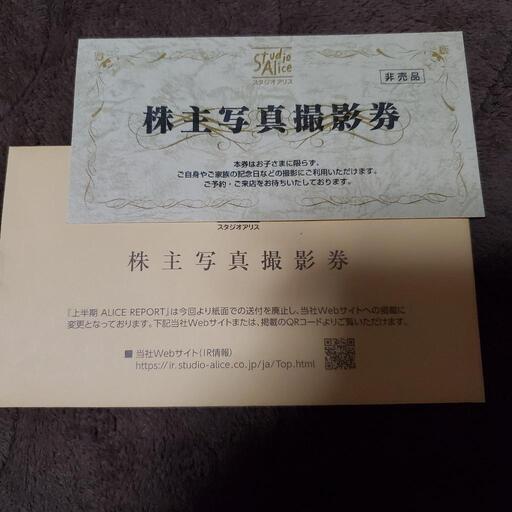 Studio
Alice
スタジオアリス
非売品
株主写真撮影券
本券はお子さまに限らず、
ご自身やご家族の記念日などの撮影にご利用いただけます。
ご予約・ご来店をお待ちいたしております。
スタジオアリス
株主写真撮影券
『上半期 ALICE REPORT』は今回より紙面での送付を廃止し、当社Webサイトへの掲載に
変更となっております。下記当社Webサイトまたは、掲載のQRコードよりご覧いただけます。
■ 当社Webサイト(IR情報)
https://ir.studio-alice.co.jp/ja/Top.html